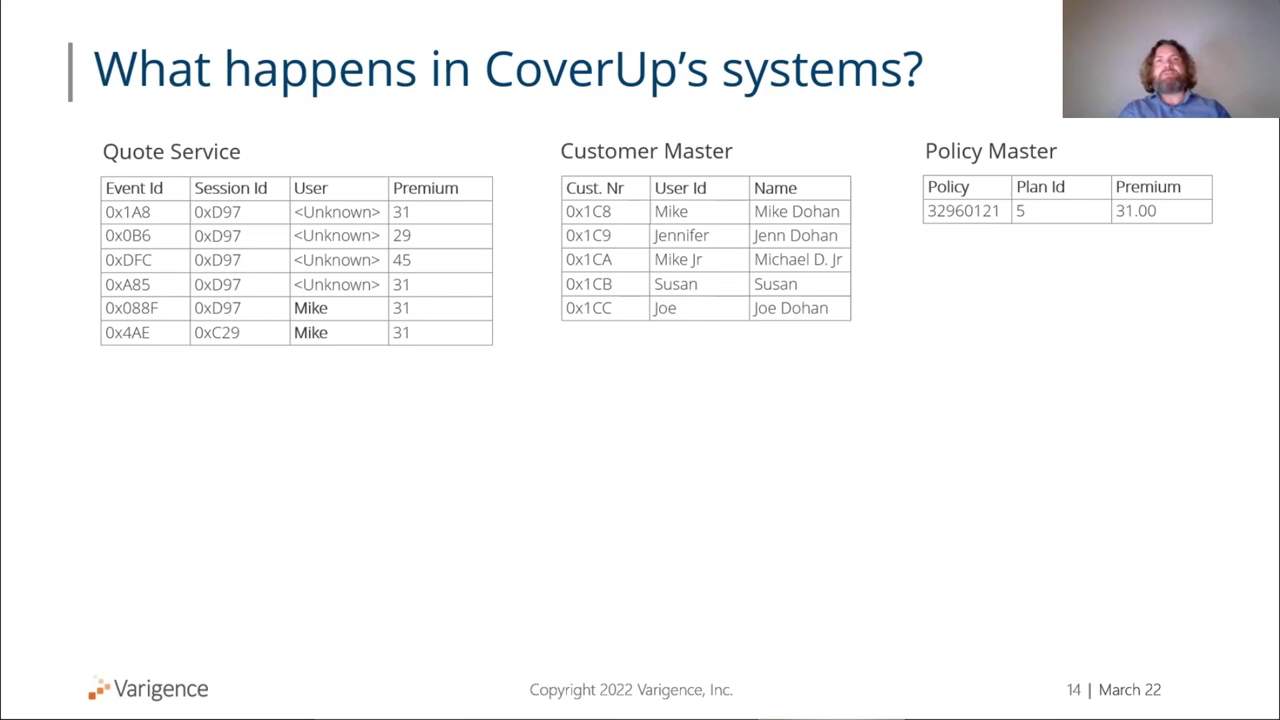 What happens in CoverUp's systems?
Quote Service
Event Id Session Id User Premium
0x1A8 0xD97 <Unknown> 31
0x0B6 0xD97 <Unknown> 29
0xDFC 0xD97 <Unknown> 45
0xA85 0xD97 <Unknown> 31
0x088F 0xD97 Mike 31
0x4AE 0xC29 Mike 31
Customer Master
Cust. Nr User Id Name
0x1C8 Mike Mike Dohan
0x1C9 Jennifer Jenn Dohan
0x1CA Mike Jr Michael D. Jr
0x1CB Susan Susan
0x1CC Joe Joe Dohan
Policy Master
Policy Plan Id Premium
32960121 5 31.00
Varigence
Copyright 2022 Varigence, Inc.
14 | March 22